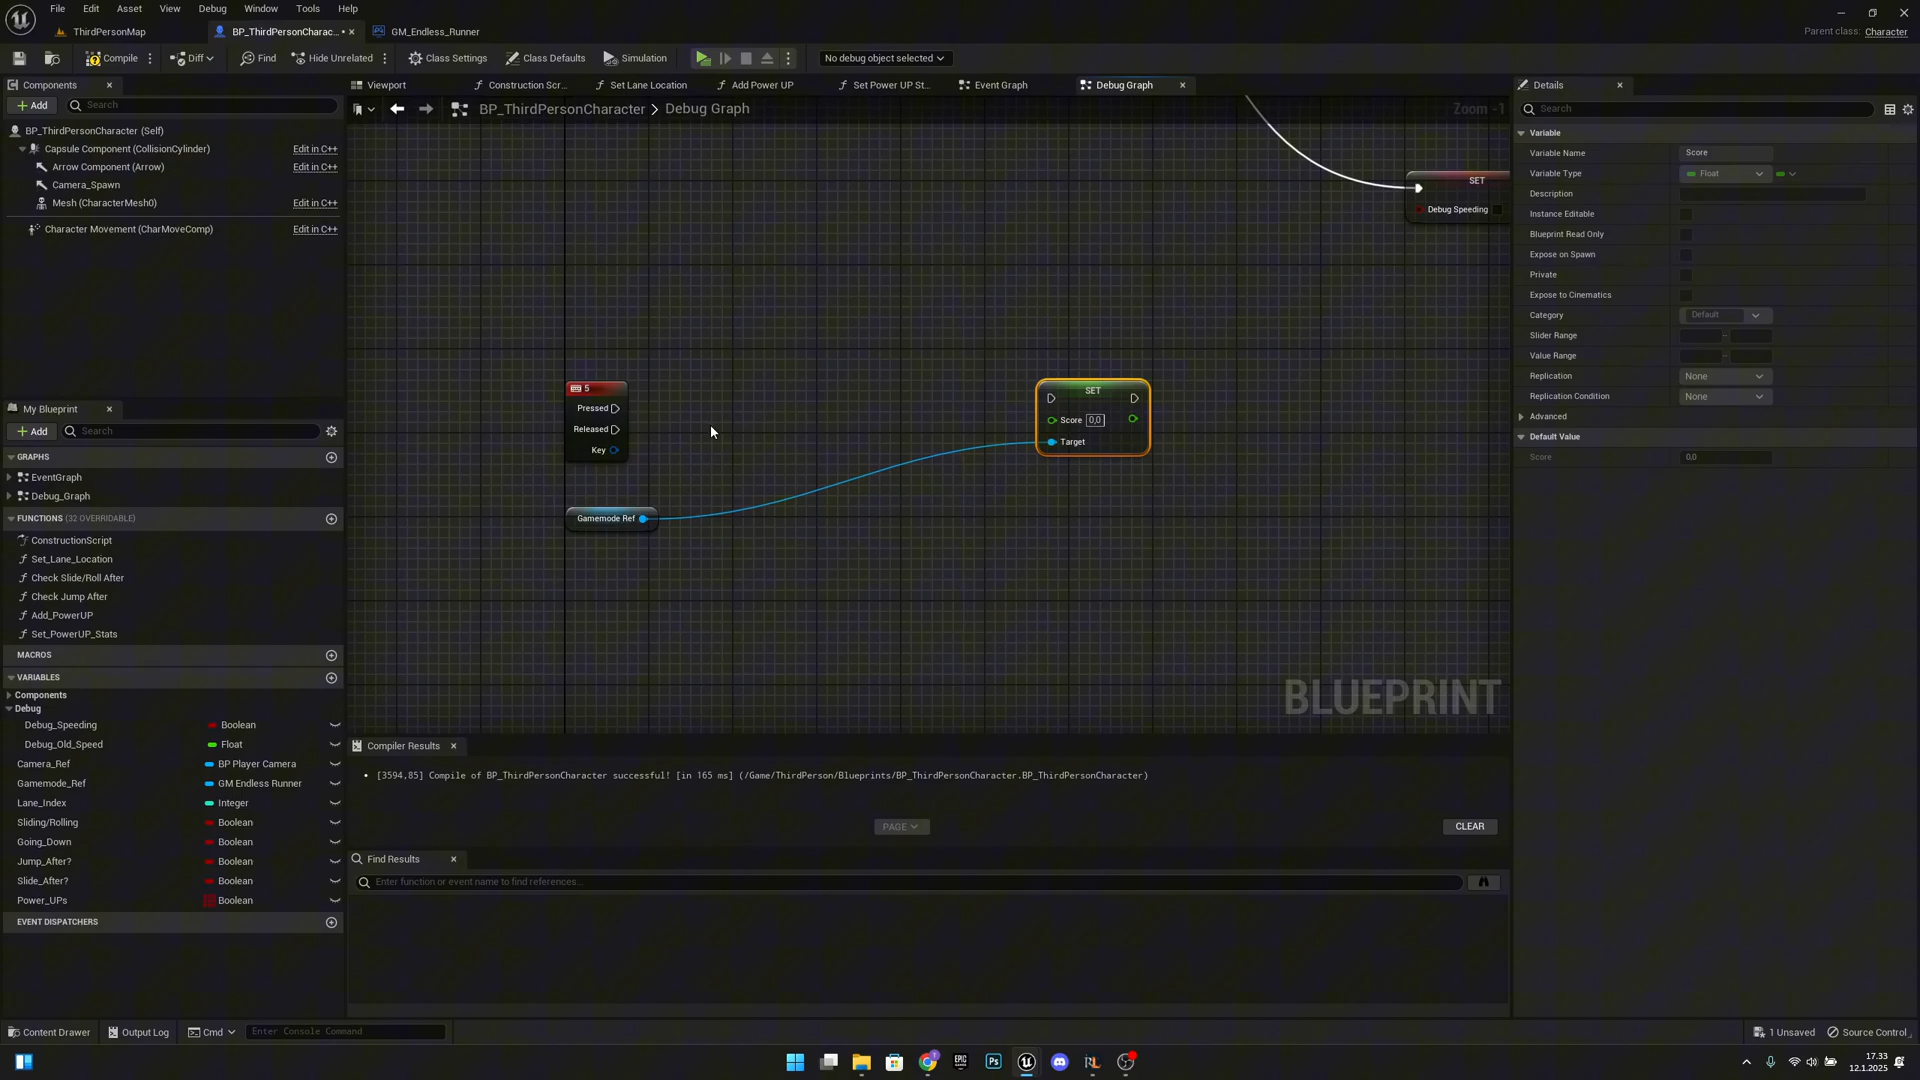 File Edit Asset View Debug Window Tools Help
ThirdPersonMap
BP_ThirdPersonCharac... •
GM_Endless_Runner
Parent class: Character
Compile
Diff
Find
Hide Unrelated
Class Settings
Class Defaults
Simulation
No debug object selected
Components
Add
Search
BP_ThirdPersonCharacter (Self)
Capsule Component (CollisionCylinder) Edit in C++
Arrow Component (Arrow) Edit in C++
Camera_Spawn
Mesh (CharacterMesh0) Edit in C++
Character Movement (CharMoveComp) Edit in C++
My Blueprint
Add
Search
GRAPHS
EventGraph
Debug_Graph
FUNCTIONS (32 OVERRIDABLE)
ConstructionScript
Set_Lane_Location
Check Slide/Roll After
Check Jump After
Add_PowerUP
Set_PowerUP_Stats
MACROS
VARIABLES
Components
Debug
Debug_Speeding Boolean
Debug_Old_Speed Float
Camera_Ref BP Player Camera
Gamemode_Ref GM Endless Runner
Lane_Index Integer
Sliding/Rolling Boolean
Going_Down Boolean
Jump_After? Boolean
Slide_After? Boolean
Power_UPs Boolean
EVENT DISPATCHERS
Viewport
Construction Scr...
Set Lane Location
Add Power UP
Set Power UP St...
Event Graph
Debug Graph
BP_ThirdPersonCharacter > Debug Graph
Zoom -1
SET
Debug Speeding
5
Pressed
Released
Key
Gamemode Ref
SET
Score 0,0
Target
BLUEPRINT
Compiler Results
• [3594,85] Compile of BP_ThirdPersonCharacter successful! [in 165 ms] (/Game/ThirdPerson/Blueprints/BP_ThirdPersonCharacter.BP_ThirdPersonCharacter)
PAGE
CLEAR
Find Results
Enter function or event name to find references...
Details
Search
Variable
Variable Name Score
Variable Type Float
Description
Instance Editable
Blueprint Read Only
Expose on Spawn
Private
Expose to Cinematics
Category Default
Slider Range
Value Range
Replication None
Replication Condition None
Advanced
Default Value
Score 0,0
Content Drawer
Output Log
Cmd
Enter Console Command
1 Unsaved
Source Control
EPIC GAMES
Ps
17.33
12.1.2025